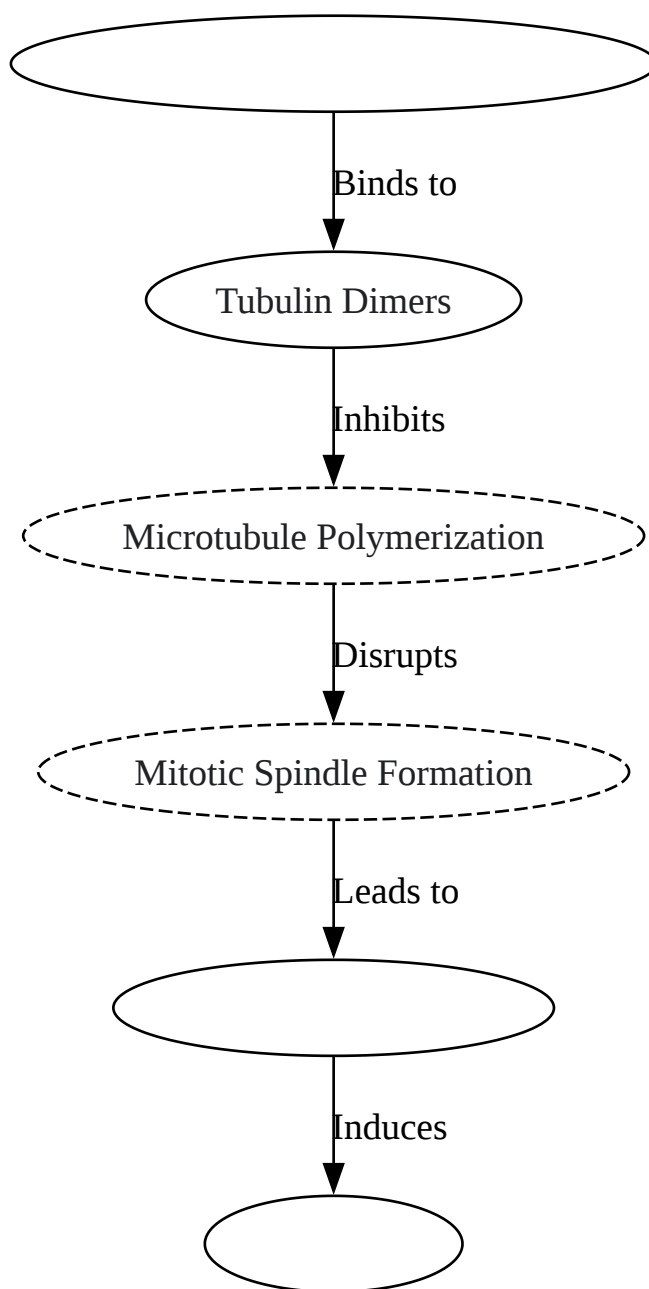 Binds to
Tubulin Dimers
Inhibits
Microtubule Polymerization
Disrupts
Mitotic Spindle Formation
Leads to
Induces